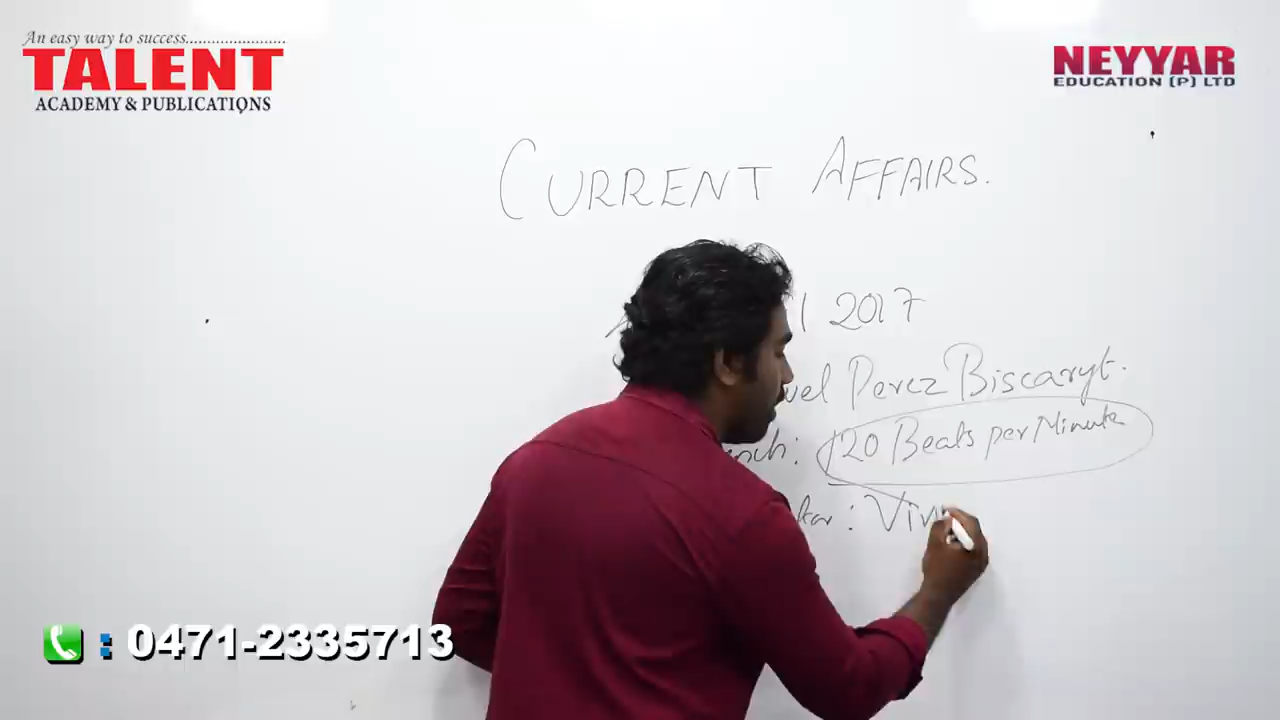 An easy way to success........................
TALENT
ACADEMY & PUBLICATIONS
NEYYAR
EDUCATION (P) LTD
CURRENT AFFAIRS.
2017
Perez Biscaryt.
120 Beats per Minute
: 0471-2335713